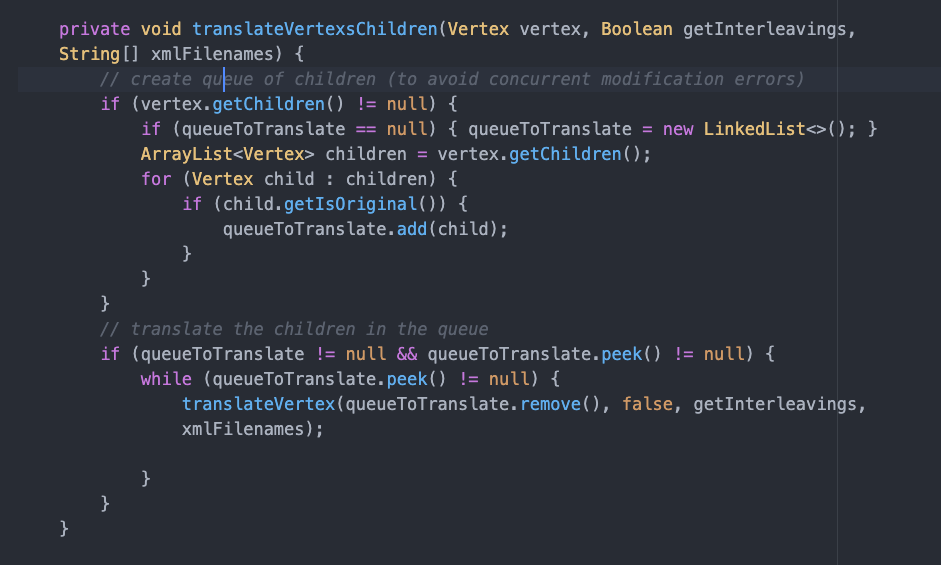 private void translateVertexsChildren(Vertex vertex, Boolean getInterleavings,
String[] xmlFilenames) {
// create queue of children (to avoid concurrent modification errors)
if (vertex.getChildren() != null) {
if (queueToTranslate == null) { queueToTranslate = new LinkedList<>(); }
ArrayList<Vertex> children = vertex.getChildren();
for (Vertex child : children) {
if (child.getIsOriginal()) {
queueToTranslate.add(child);
}
}
}
// translate the children in the queue
if (queueToTranslate != null && queueToTranslate.peek() != null) {
while (queueToTranslate.peek() != null) {
translateVertex(queueToTranslate.remove(), false, getInterleavings,
xmlFilenames);
}
}
}